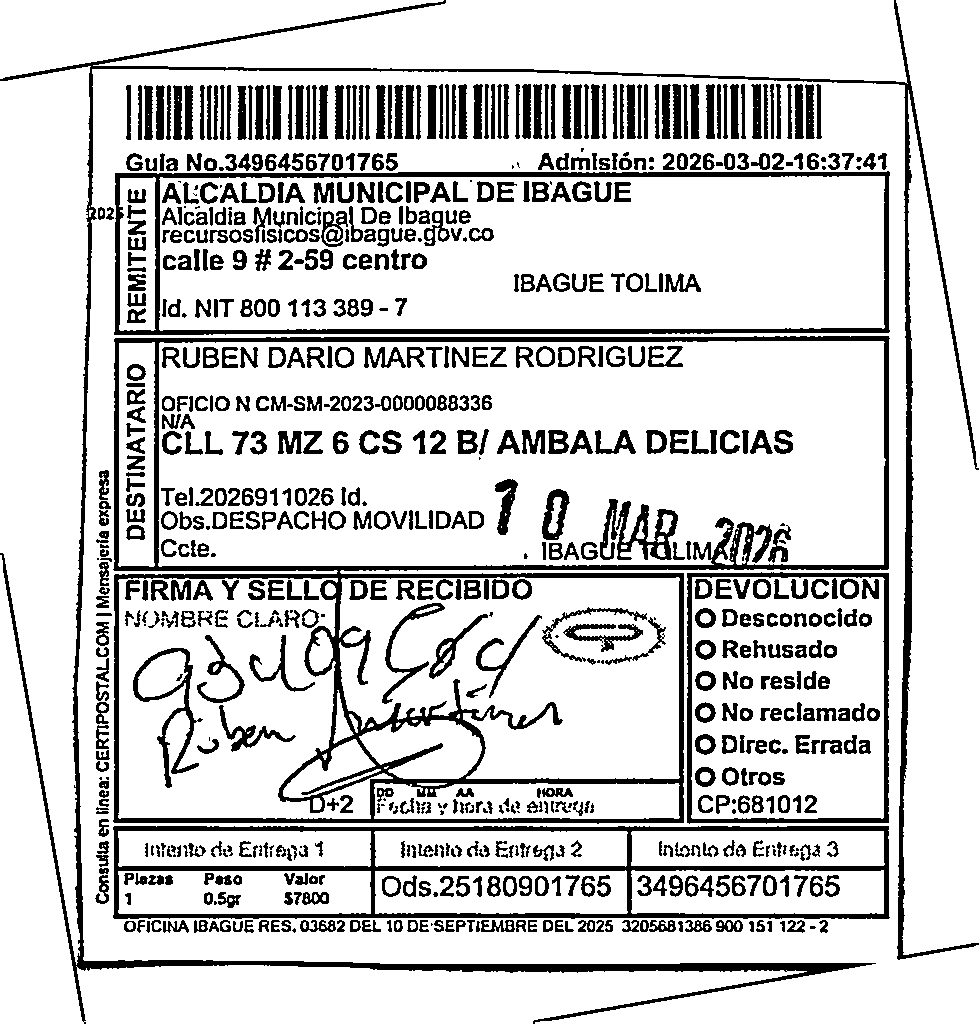 Guia No.3496456701765
Admisión: 2026-03-02-16:37:41
REMITENTE
ALCALDIA MUNICIPAL DE IBAGUE
Alcaldia Municipal De Ibague
recursosfisicos@ibague.gov.co
calle 9 # 2-59 centro
IBAGUE TOLIMA
Id. NIT 800 113 389 - 7
DESTINATARIO
RUBEN DARIO MARTINEZ RODRIGUEZ
OFICIO N CM-SM-2023-0000088336
N/A
CLL 73 MZ 6 CS 12 B/ AMBALA DELICIAS
Tel.2026911026 Id.
Obs.DESPACHO MOVILIDAD
Ccte.
10 MAR 2026
IBAGUE TOLIMA
Consulta en linea: CERTIPOSTAL.COM | Mensajería expresa
FIRMA Y SELLO DE RECIBIDO
NOMBRE CLARO:
Ruben Martinez
D+2
DD MM AA HORA
Fecha y hora de entrega
DEVOLUCION
Desconocido
Rehusado
No reside
No reclamado
Direc. Errada
Otros
CP:681012
Intento de Entrega 1
Intento de Entrega 2
Intento de Entrega 3
Piezas Peso Valor
1 0.5gr $7800
Ods.25180901765
3496456701765
OFICINA IBAGUE RES. 03682 DEL 10 DE SEPTIEMBRE DEL 2025 3205681386 900 151 122 - 2